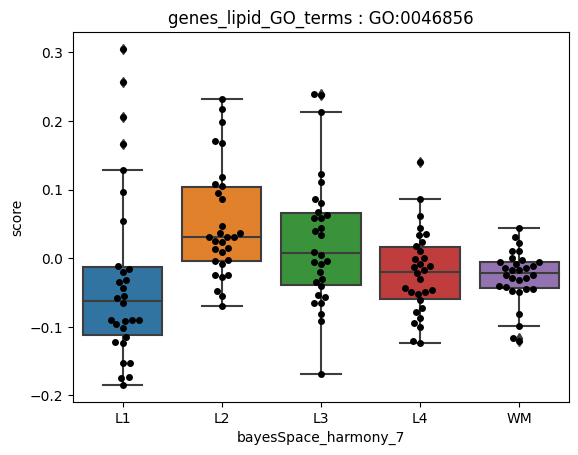 genes_lipid_GO_terms : GO:0046856
score
0.3
0.2
0.1
0.0
−0.1
−0.2
L1 L2 L3 L4 WM
bayesSpace_harmony_7